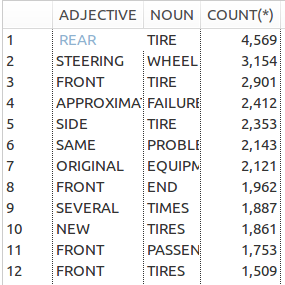 ADJECTIVE NOUN COUNT(*)
1 REAR TIRE 4,569
2 STEERING WHEEL 3,154
3 FRONT TIRE 2,901
4 APPROXIMA FAILURE 2,412
5 SIDE TIRE 2,353
6 SAME PROBLE 2,143
7 ORIGINAL EQUIPM 2,121
8 FRONT END 1,962
9 SEVERAL TIMES 1,887
10 NEW TIRES 1,861
11 FRONT PASSEN 1,753
12 FRONT TIRES 1,509